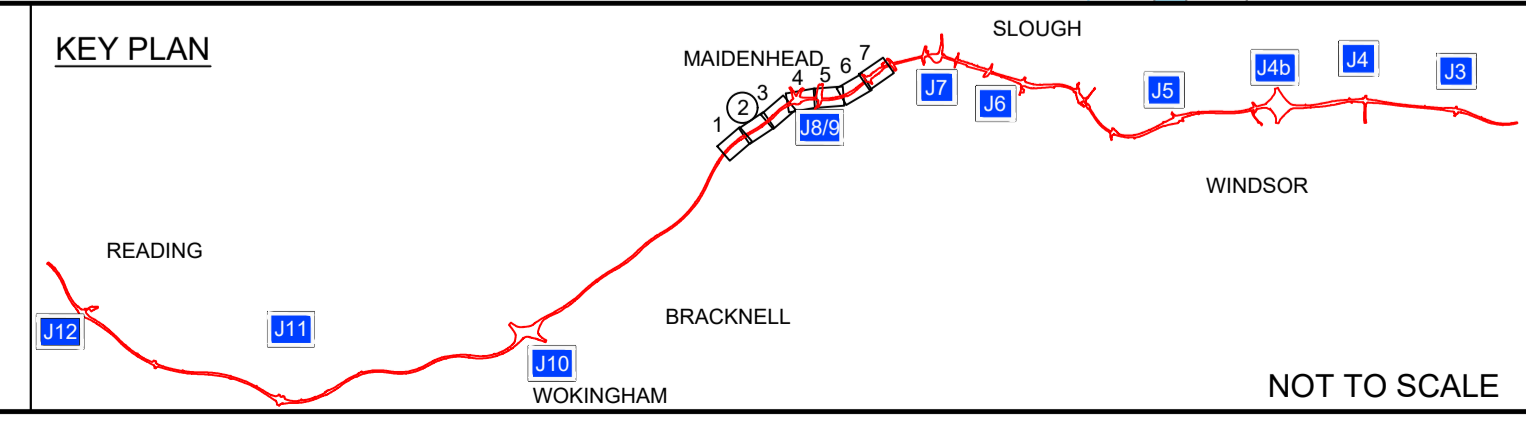 KEY PLAN
SLOUGH
MAIDENHEAD
1
2
3
4
5
6
7
J8/9
J7
J6
J5
J4b
J4
J3
WINDSOR
READING
J12
J11
BRACKNELL
J10
WOKINGHAM
NOT TO SCALE